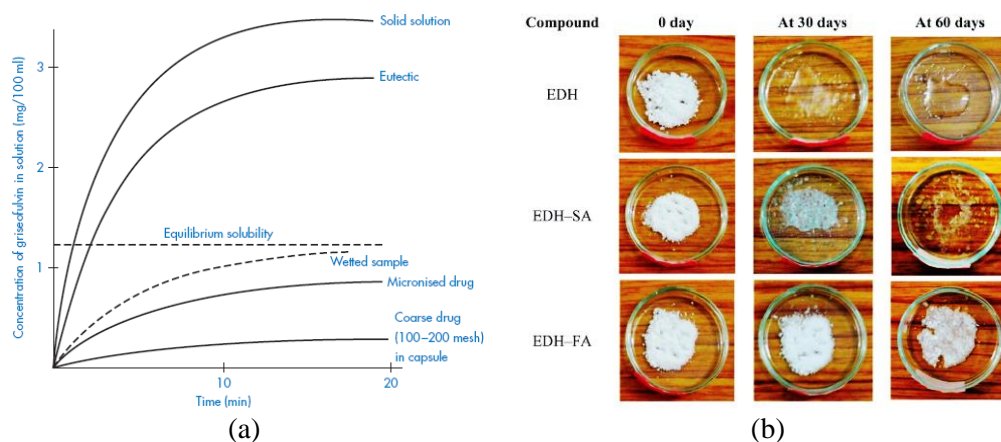 Concentration of griseofulvin in solution (mg/100 ml)
3
2
1
Solid solution
Eutectic
Equilibrium solubility
Wetted sample
Micronised drug
Coarse drug
(100–200 mesh)
in capsule
10
20
Time (min)
(a)
Compound
0 day
At 30 days
At 60 days
EDH
EDH–SA
EDH–FA
(b)